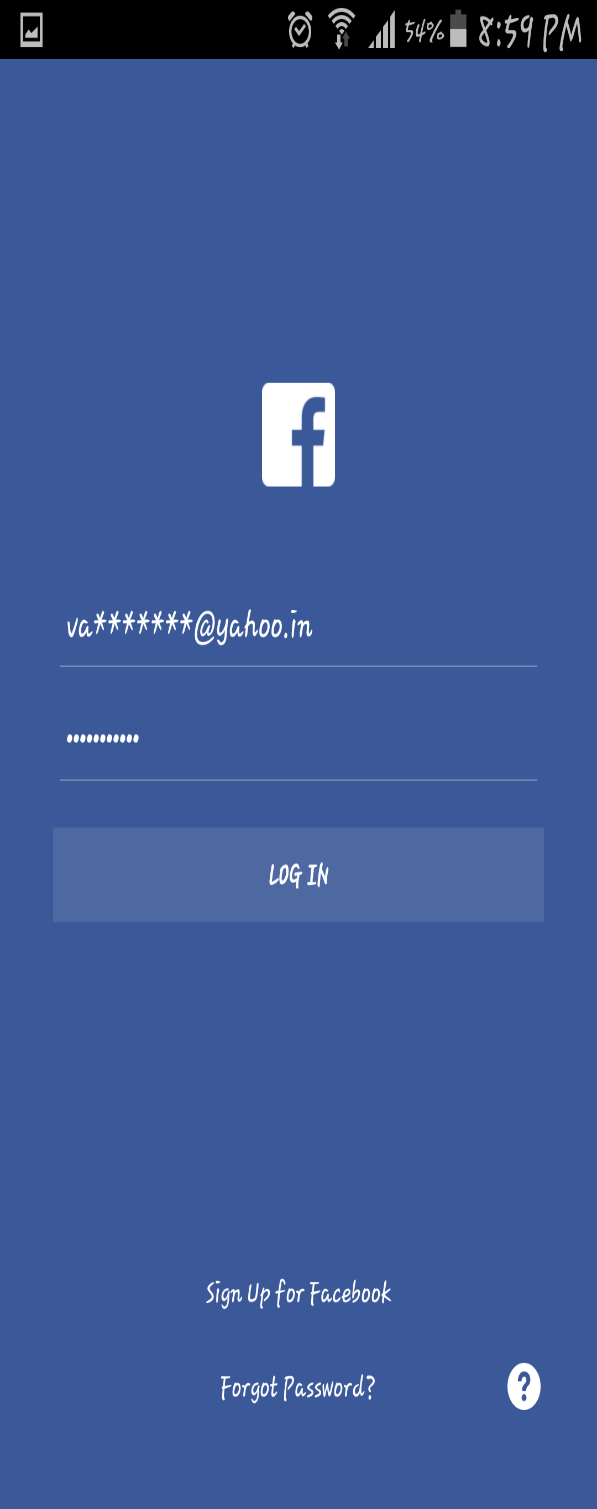 54% 8:59 PM
f
va*******@yahoo.in
•••••••••••
LOG IN
Sign Up for Facebook
Forgot Password?
?